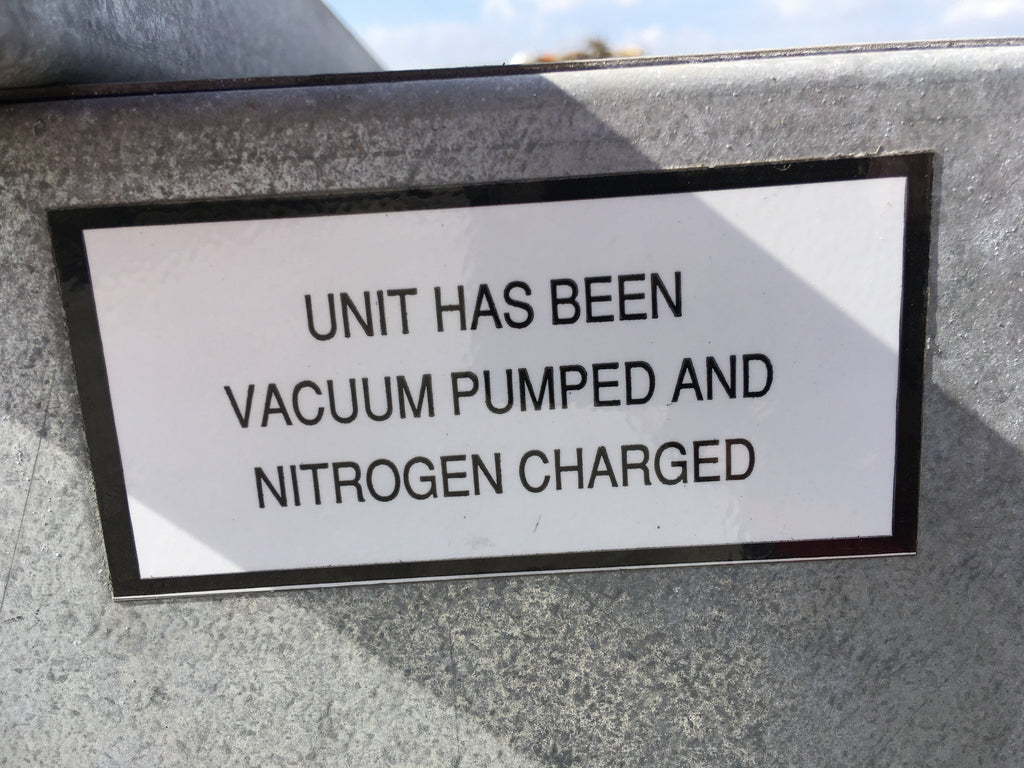 UNIT HAS BEEN
VACUUM PUMPED AND
NITROGEN CHARGED